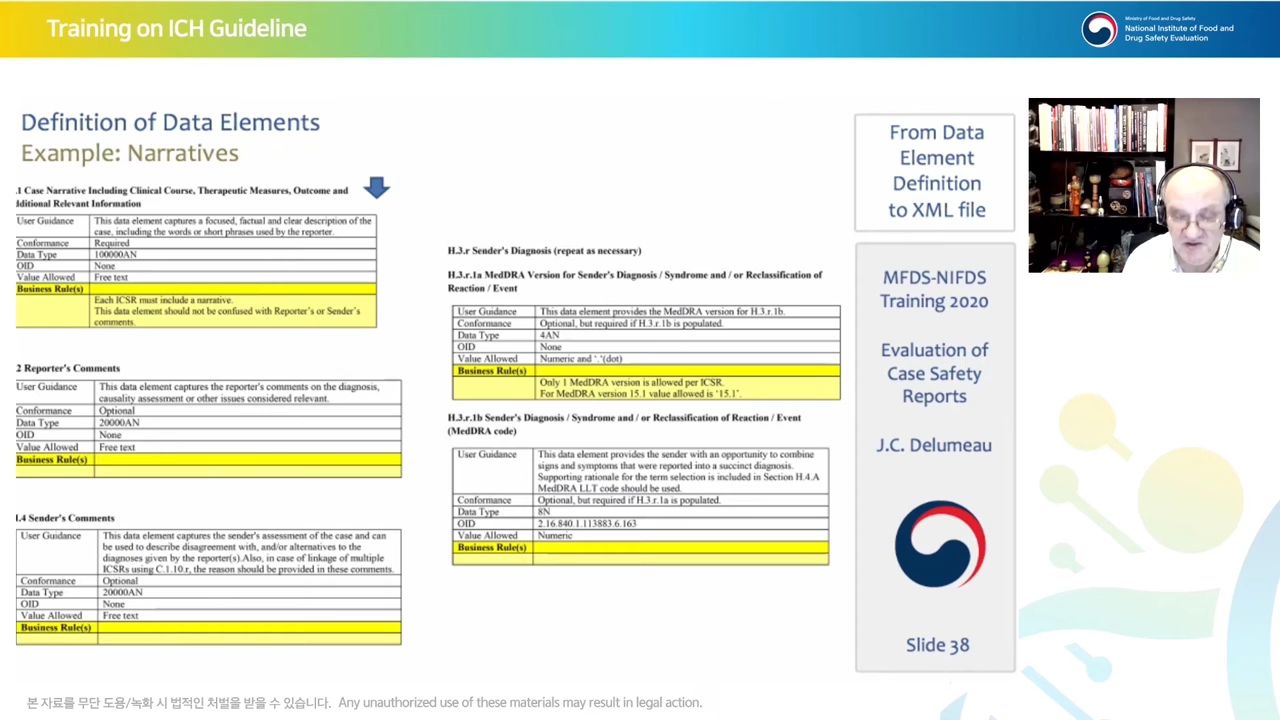 Training on ICH Guideline
Ministry of Food and Drug Safety
National Institute of Food and
Drug Safety Evaluation
Definition of Data Elements
Example: Narratives
.1 Case Narrative Including Clinical Course, Therapeutic Measures, Outcome and
dditional Relevant Information
User Guidance This data element captures a focused, factual and clear description of the
case, including the words or short phrases used by the reporter.
Conformance Required
Data Type 100000AN
OID None
Value Allowed Free text
Business Rule(s)
Each ICSR must include a narrative.
This data element should not be confused with Reporter's or Sender's
comments.
2 Reporter's Comments
User Guidance This data element captures the reporter's comments on the diagnosis,
causality assessment or other issues considered relevant.
Conformance Optional
Data Type 20000AN
OID None
Value Allowed Free text
Business Rule(s)
I.4 Sender's Comments
User Guidance This data element captures the sender's assessment of the case and can
be used to describe disagreement with, and/or alternatives to the
diagnoses given by the reporter(s).Also, in case of linkage of multiple
ICSRs using C.1.10.r, the reason should be provided in these comments.
Conformance Optional
Data Type 20000AN
OID None
Value Allowed Free text
Business Rule(s)
H.3.r Sender's Diagnosis (repeat as necessary)
H.3.r.1a MedDRA Version for Sender's Diagnosis / Syndrome and / or Reclassification of
Reaction / Event
User Guidance This data element provides the MedDRA version for H.3.r.1b.
Conformance Optional, but required if H.3.r.1b is populated.
Data Type 4AN
OID None
Value Allowed Numeric and '.'(dot)
Business Rule(s)
Only 1 MedDRA version is allowed per ICSR.
For MedDRA version 15.1 value allowed is '15.1'.
H.3.r.1b Sender's Diagnosis / Syndrome and / or Reclassification of Reaction / Event
(MedDRA code)
User Guidance This data element provides the sender with an opportunity to combine
signs and symptoms that were reported into a succinct diagnosis.
Supporting rationale for the term selection is included in Section H.4.A
MedDRA LLT code should be used.
Conformance Optional, but required if H.3.r.1a is populated.
Data Type 8N
OID 2.16.840.1.113883.6.163
Value Allowed Numeric
Business Rule(s)
From Data
Element
Definition
to XML file
MFDS-NIFDS
Training 2020
Evaluation of
Case Safety
Reports
J.C. Delumeau
Slide 38
본 자료를 무단 도용/녹화 시 법적인 처벌을 받을 수 있습니다. Any unauthorized use of these materials may result in legal action.